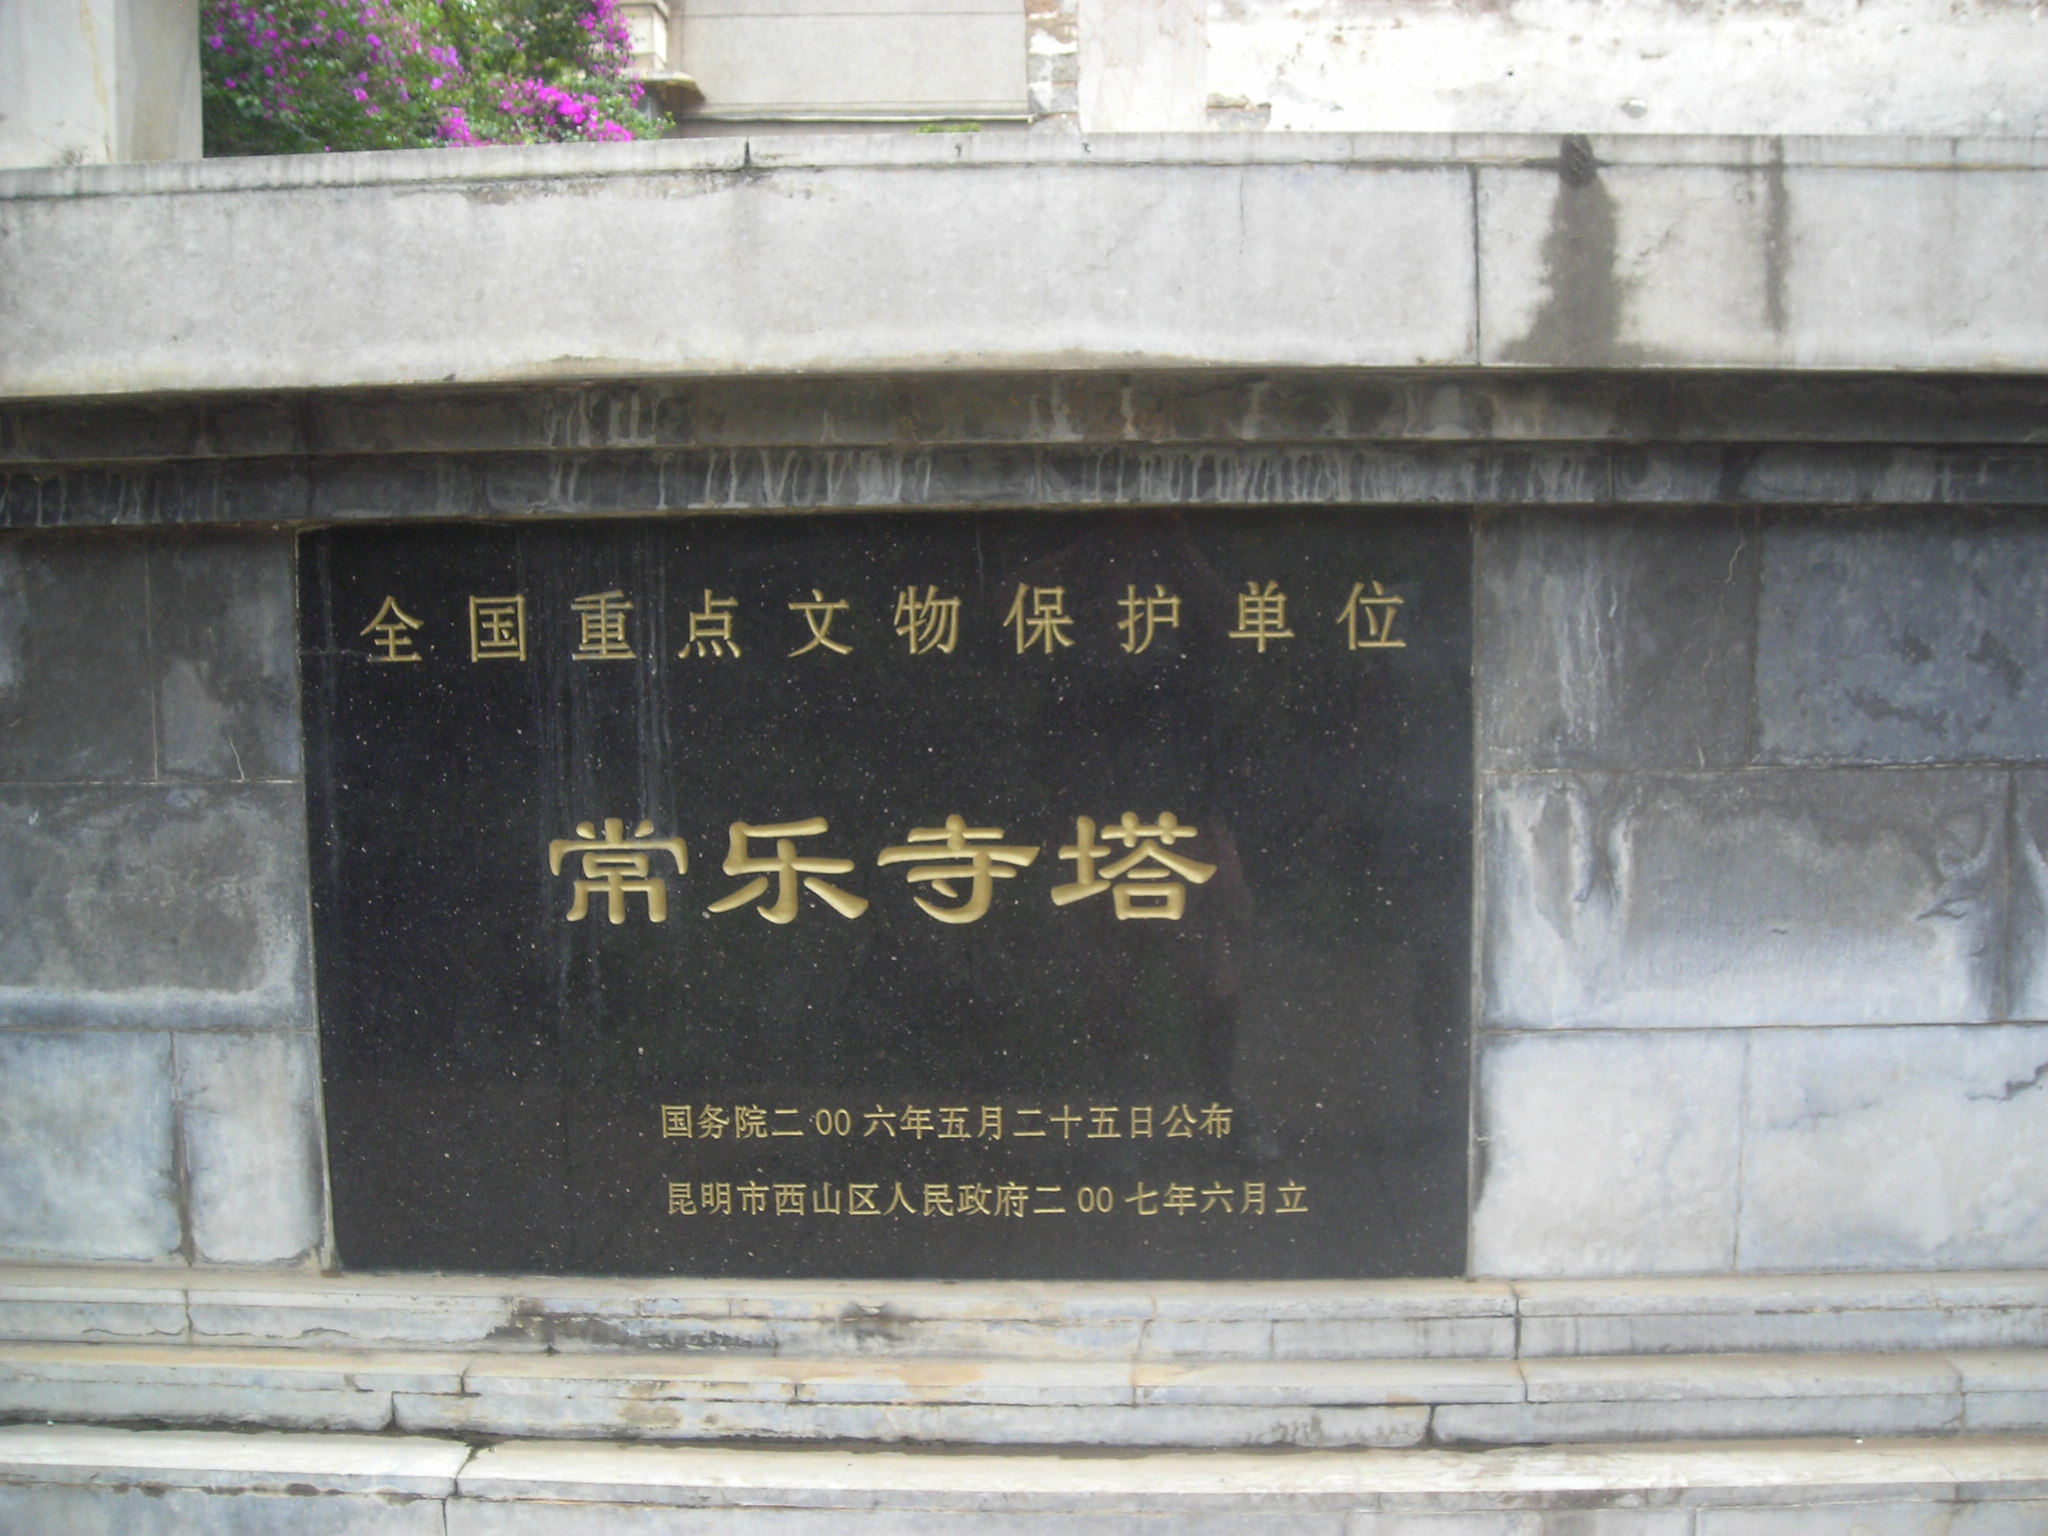 全国重点文物保护单位
常乐寺塔
国务院二00六年五月二十五日公布
昆明市西山区人民政府二00七年六月立